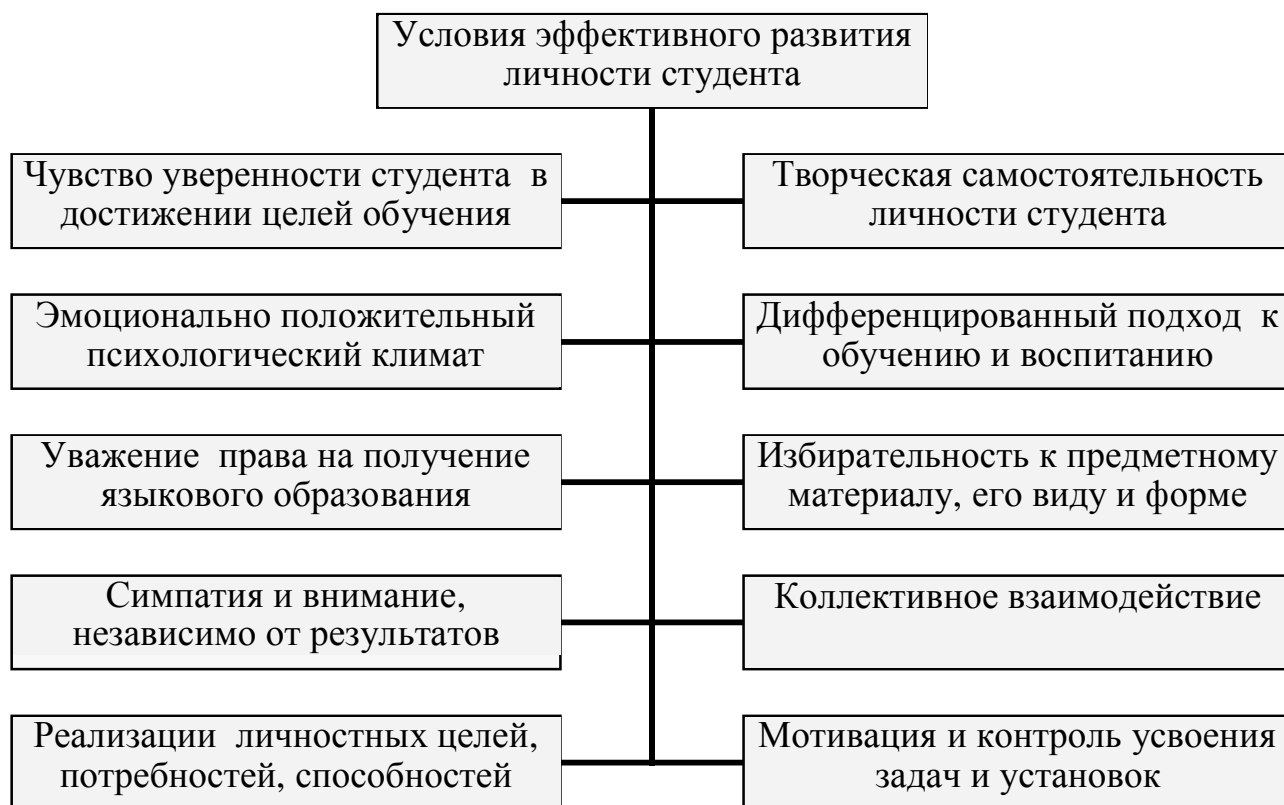 Условия эффективного развития
личности студента
Чувство уверенности студента в
достижении целей обучения
Творческая самостоятельность
личности студента
Эмоционально положительный
психологический климат
Дифференцированный подход к
обучению и воспитанию
Уважение права на получение
языкового образования
Избирательность к предметному
материалу, его виду и форме
Симпатия и внимание,
независимо от результатов
Коллективное взаимодействие
Реализации личностных целей,
потребностей, способностей
Мотивация и контроль усвоения
задач и установок